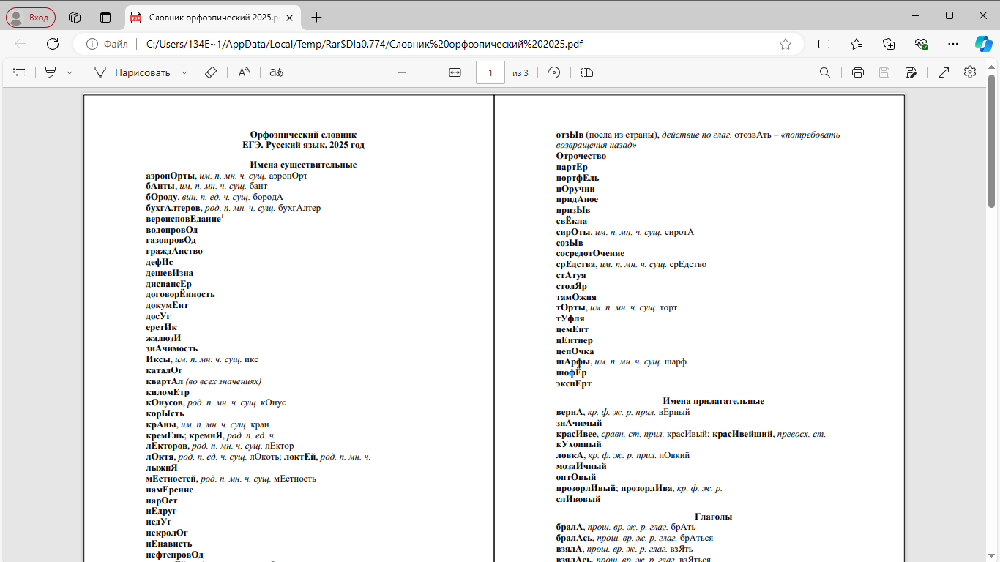 Вход
Словник орфоэпический 2025.p
Файл
C:/Users/134E~1/AppData/Local/Temp/Rar$DIa0.774/Словник%20орфоэпический%202025.pdf
Нарисовать
1
из 3
Орфоэпический словник
ЕГЭ. Русский язык. 2025 год
Имена существительные
аэропОрты, им. п. мн. ч. сущ. аэропОрт
бАнты, им. п. мн. ч. сущ. бант
бОроду, вин. п. ед. ч. сущ. бородА
бухгАлтеров, род. п. мн. ч. сущ. бухгАлтер
вероисповЕдание1
водопровОд
газопровОд
граждАнство
дефИс
дешевИзна
диспансЕр
договорЁнность
докумЕнт
досУг
еретИк
жалюзИ
знАчимость
Иксы, им. п. мн. ч. сущ. икс
каталОг
квартАл (во всех значениях)
киломЕтр
кОнусов, род. п. мн. ч. сущ. кОнус
корЫсть
крАны, им. п. мн. ч. сущ. кран
кремЕнь; кремнЯ, род. п. ед. ч.
лЕкторов, род. п. мн. ч. сущ. лЕктор
лОктя, род. п. ед. ч. сущ. лОкоть; локтЕй, род. п. мн. ч.
лыжнЯ
мЕстностей, род. п. мн. ч. сущ. мЕстность
намЕрение
нарОст
нЕдруг
недУг
некролОг
нЕнависть
нефтепровОд
отзЫв (посла из страны), действие по глаг. отозвАть – «потребовать
возвращения назад»
Отрочество
партЕр
портфЕль
пОручни
придАное
призЫв
свЁкла
сирОты, им. п. мн. ч. сущ. сиротА
созЫв
сосредотОчение
срЕдства, им. п. мн. ч. сущ. срЕдство
стАтуя
столЯр
тамОжня
тОрты, им. п. мн. ч. сущ. торт
тУфля
цемЕнт
цЕнтнер
цепОчка
шАрфы, им. п. мн. ч. сущ. шарф
шофЁр
экспЕрт
Имена прилагательные
вернА, кр. ф. ж. р. прил. вЕрный
знАчимый
красИвее, сравн. ст. прил. красИвый; красИвейший, превосх. ст.
кУхонный
ловкА, кр. ф. ж. р. прил. лОвкий
мозаИчный
оптОвый
прозорлИвый; прозорлИва, кр. ф. ж. р.
слИвовый
Глаголы
бралА, прош. вр. ж. р. глаг. брАть
бралАсь, прош. вр. ж. р. глаг. брАться
взялА, прош. вр. ж. р. глаг. взЯть
взялАсь, прош. вр. ж. р. глаг. взЯться